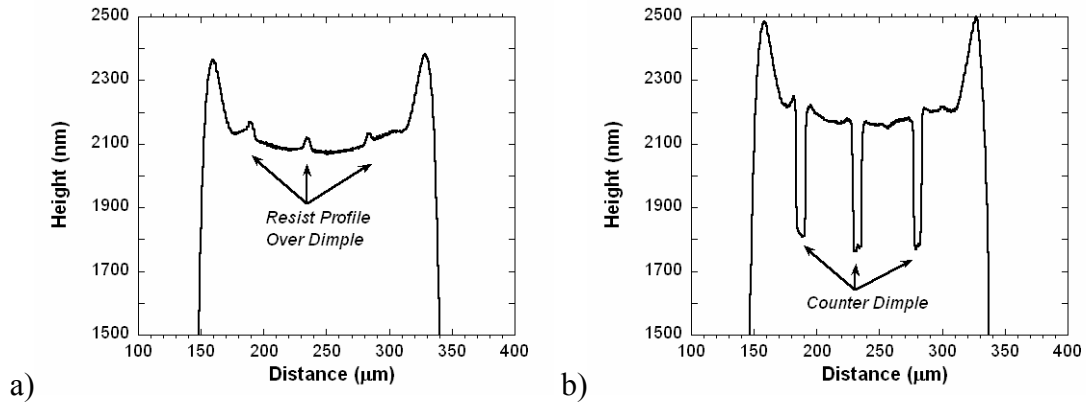 2500
2300
2100
1900
1700
1500
Height (nm)
Resist Profile
Over Dimple
100 150 200 250 300 350 400
Distance (µm)
a)
2500
2300
2100
1900
1700
1500
Height (nm)
Counter Dimple
100 150 200 250 300 350 400
Distance (µm)
b)